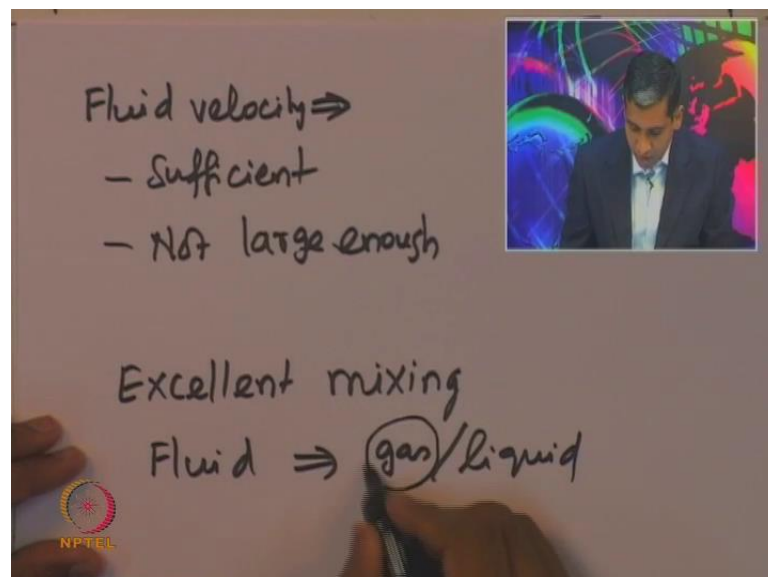 Fluid velocity ⇒
- Sufficient
- Not large enough
Excellent mixing
Fluid ⇒ gas/liquid
NPTEL